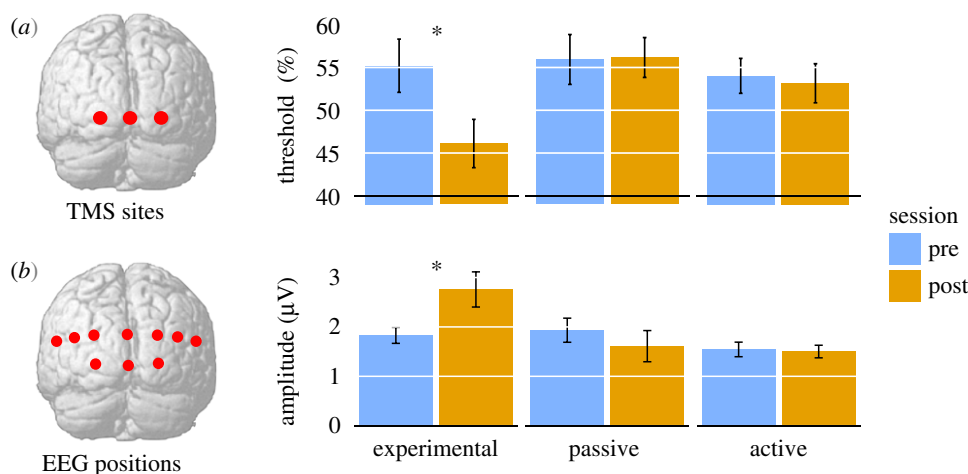 (a)
TMS sites
threshold (%)
60
55
50
45
40
*
(b)
EEG positions
amplitude (µV)
3
2
1
0
*
experimental passive active
session
pre
post